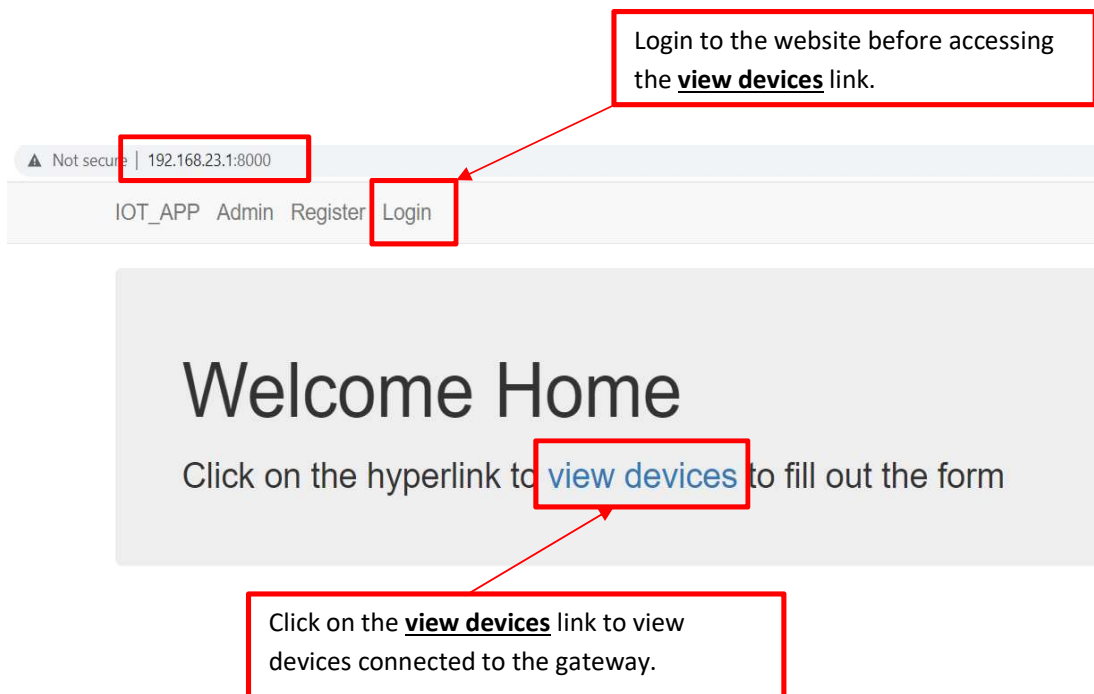 Login to the website before accessing
the view devices link.
Not secure | 192.168.23.1:8000
IOT_APP Admin Register Login
Welcome Home
Click on the hyperlink to view devices to fill out the form
Click on the view devices link to view
devices connected to the gateway.